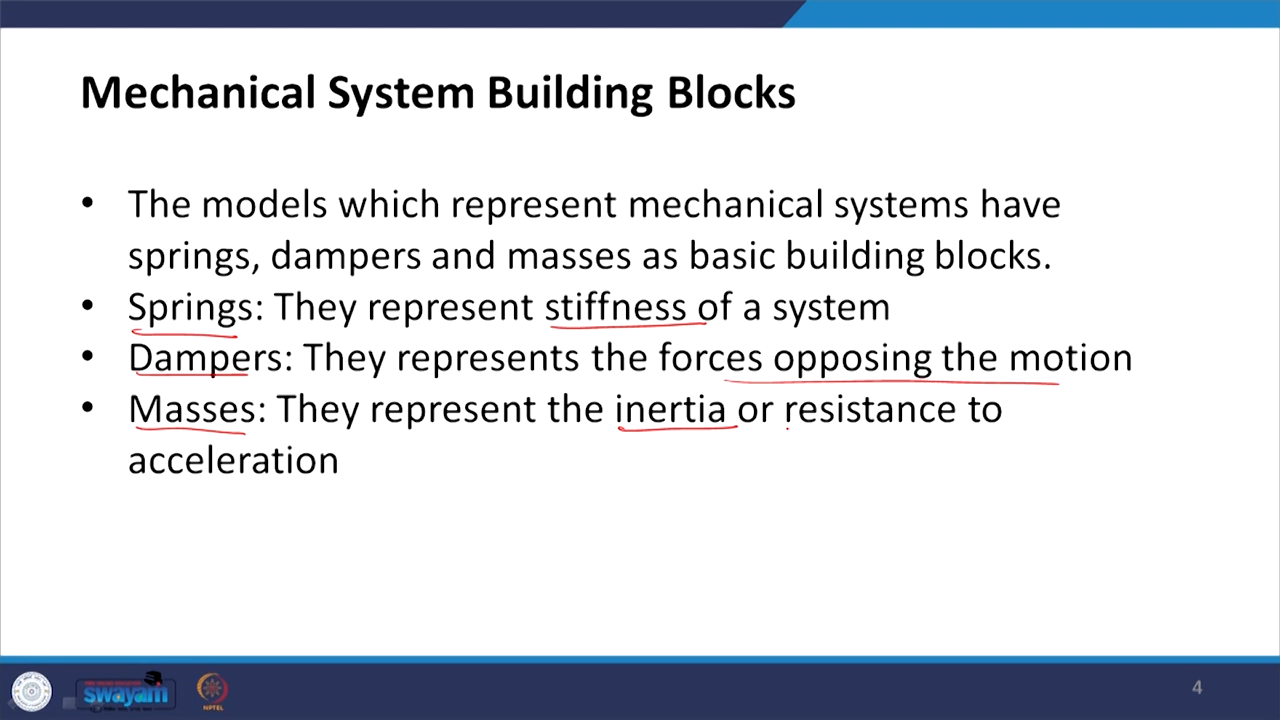 Mechanical System Building Blocks
• The models which represent mechanical systems have
springs, dampers and masses as basic building blocks.
• Springs: They represent stiffness of a system
• Dampers: They represents the forces opposing the motion
• Masses: They represent the inertia or resistance to
acceleration
swayam
NPTEL
4